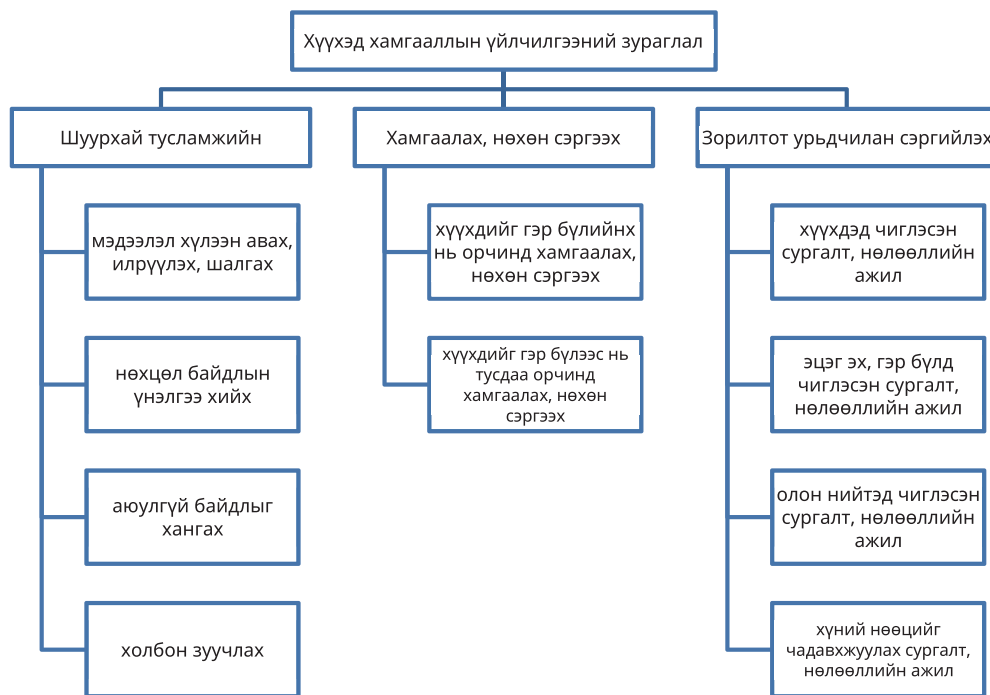 Хүүхэд хамгааллын үйлчилгээний зураглал
Шуурхай тусламжийн
мэдээлэл хүлээн авах,
илрүүлэх, шалгах
нөхцөл байдлын
үнэлгээ хийх
аюулгүй байдлыг
хангах
холбон зуучлах
Хамгаалах, нөхөн сэргээх
хүүхдийг гэр бүлийнх
нь орчинд хамгаалах,
нөхөн сэргээх
хүүхдийг гэр бүлээс нь
тусдаа орчинд
хамгаалах, нөхөн
сэргээх
Зорилтот урьдчилан сэргийлэх
хүүхдэд чиглэсэн
сургалт, нөлөөллийн
ажил
эцэг эх, гэр бүлд
чиглэсэн сургалт,
нөлөөллийн ажил
олон нийтэд чиглэсэн
сургалт, нөлөөллийн
ажил
хүний нөөцийг
чадавхжуулах сургалт,
нөлөөллийн ажил